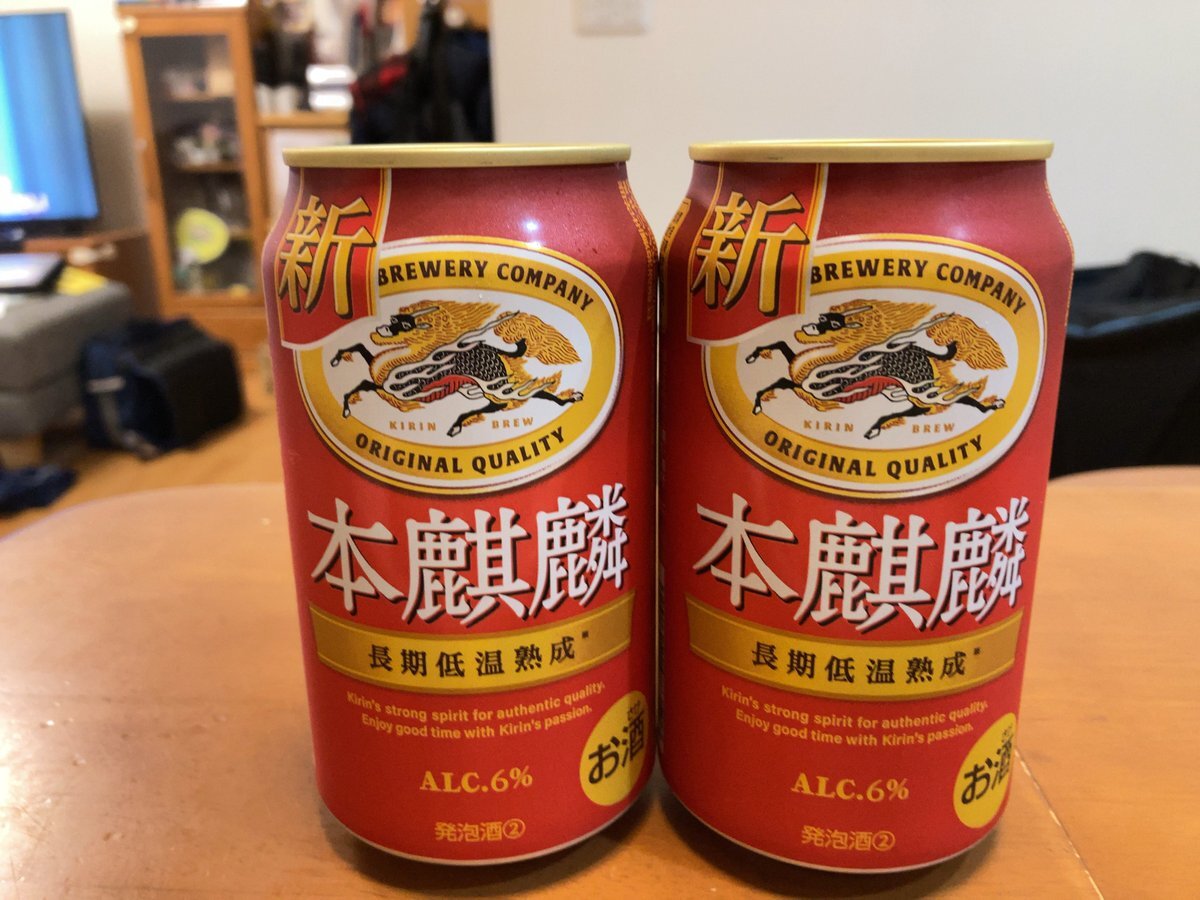 新
BREWERY COMPANY
KIRIN BREW
ORIGINAL QUALITY
本麒麟
長期低温熟成※
Kirin's strong spirit for authentic quality.
Enjoy good time with Kirin's passion.
お酒
ALC.6%
発泡酒②
新
BREWERY COMPANY
KIRIN BREW
ORIGINAL QUALITY
本麒麟
長期低温熟成※
Kirin's strong spirit for authentic quality.
Enjoy good time with Kirin's passion.
お酒
ALC.6%
発泡酒②